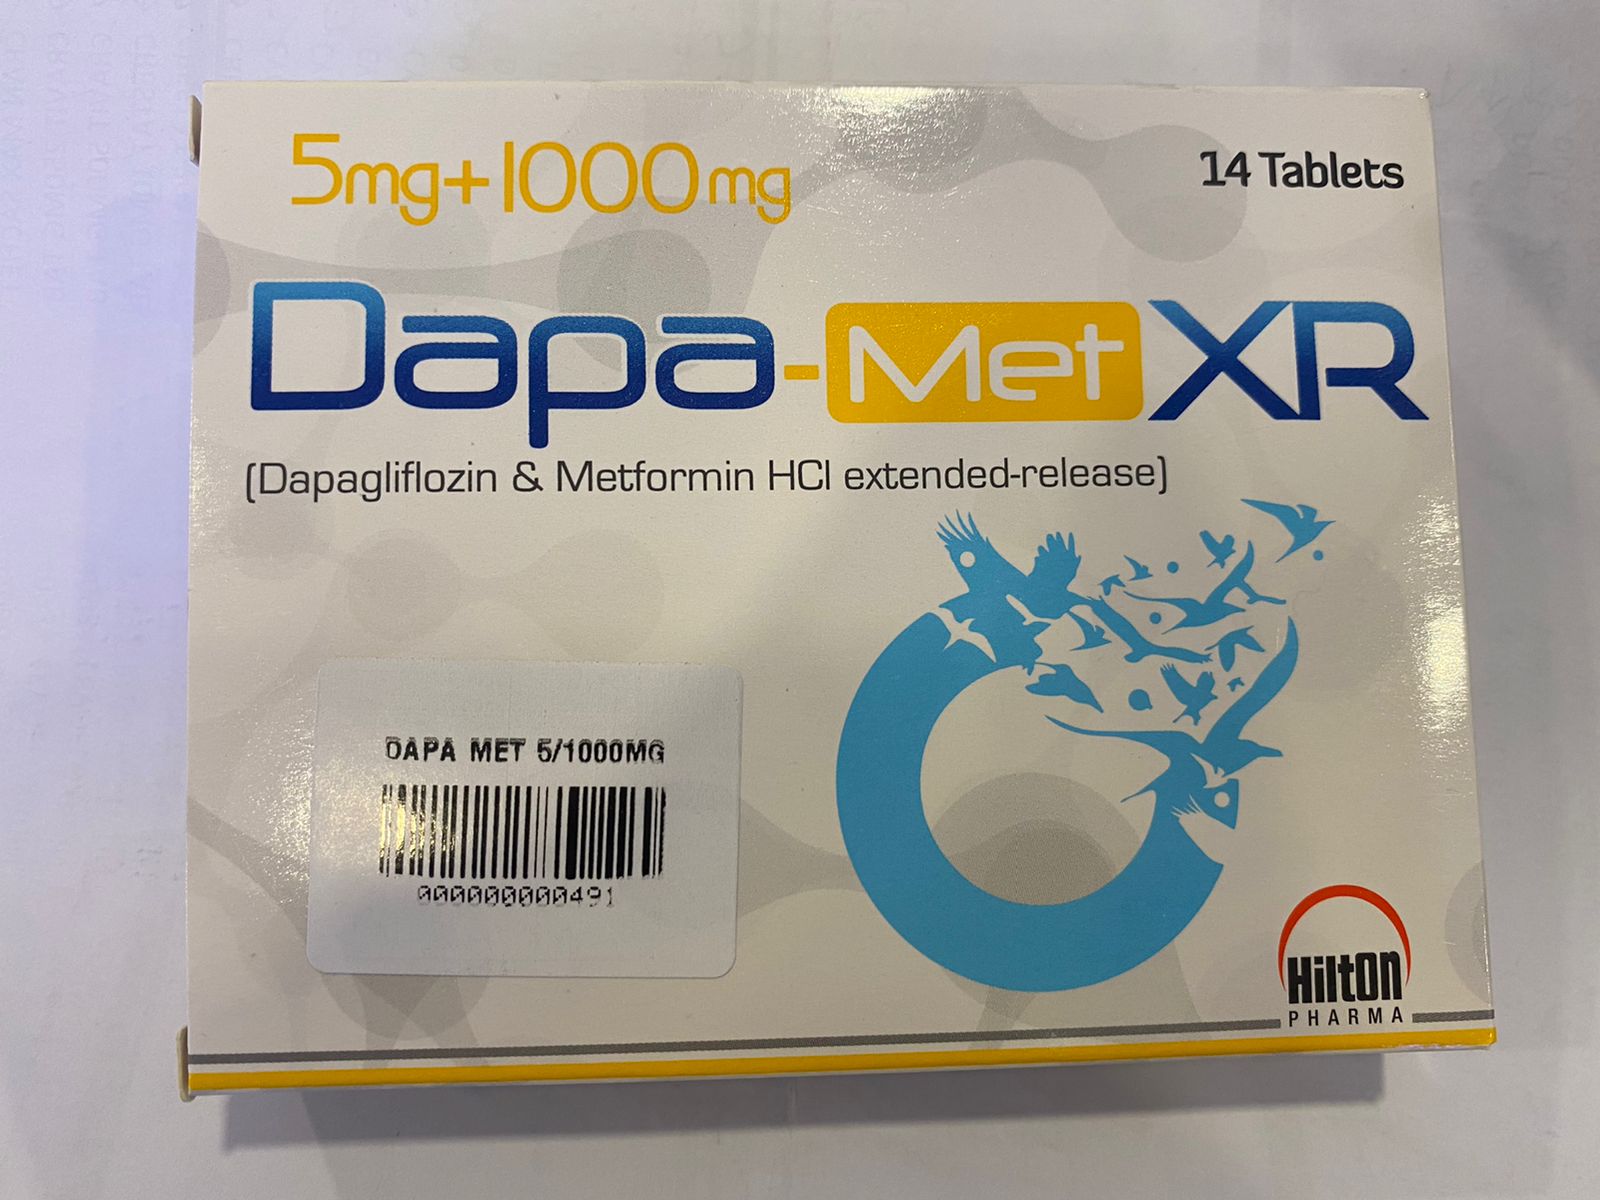 5mg+1000mg
14 Tablets
Dapa-Met XR
(Dapagliflozin & Metformin HCl extended-release)
DAPA MET 5/1000MG
000000000491
Hilton
PHARMA